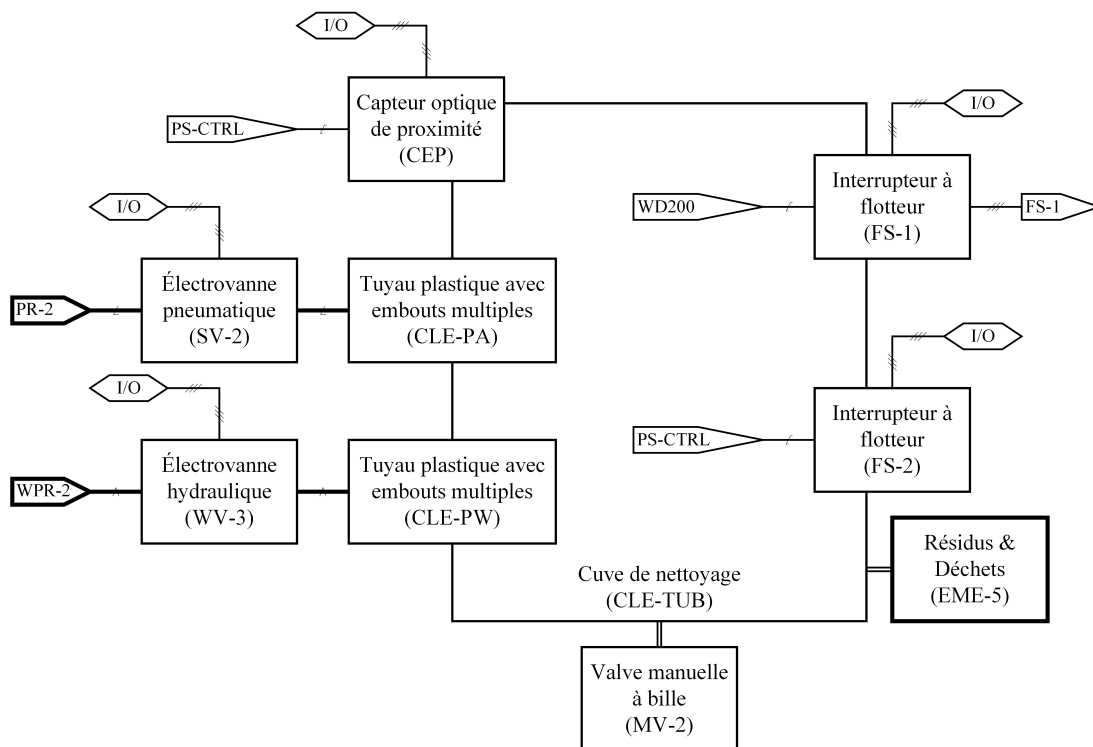 I/O
Capteur optique
de proximité
(CEP)
PS-CTRL
I/O
Interrupteur à
flotteur
(FS-1)
WD200
FS-1
I/O
Électrovanne
pneumatique
(SV-2)
PR-2
Tuyau plastique avec
embouts multiples
(CLE-PA)
I/O
Interrupteur à
flotteur
(FS-2)
PS-CTRL
I/O
Électrovanne
hydraulique
(WV-3)
WPR-2
Tuyau plastique avec
embouts multiples
(CLE-PW)
Résidus &
Déchets
(EME-5)
Cuve de nettoyage
(CLE-TUB)
Valve manuelle
à bille
(MV-2)